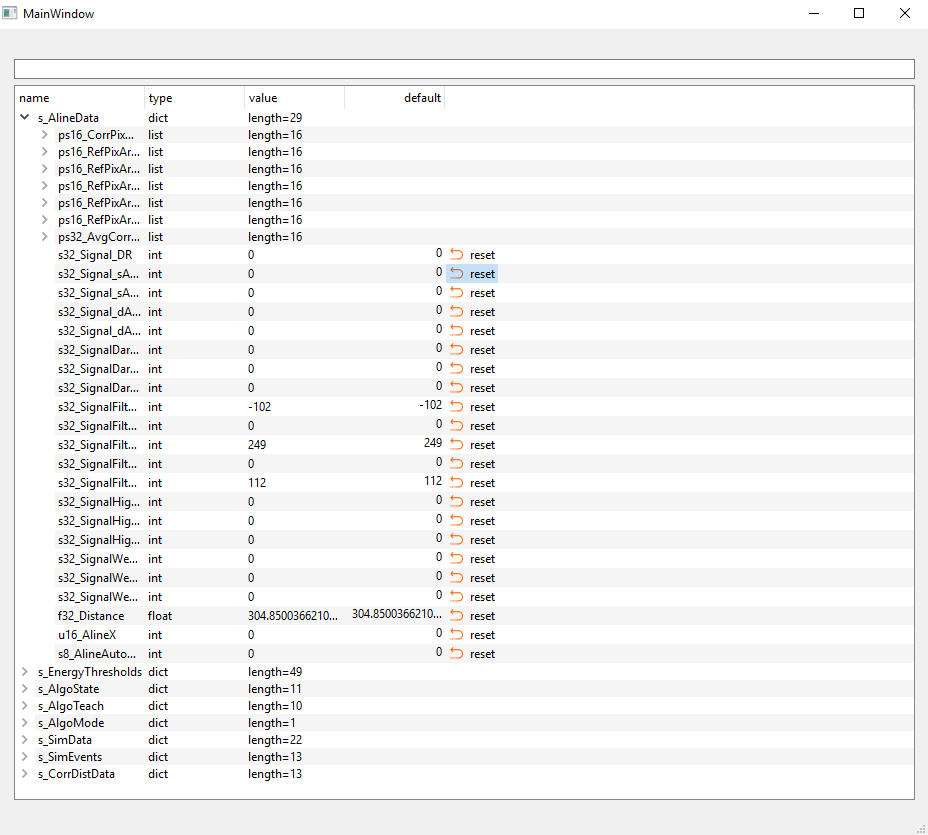 MainWindow
name type value default
s_AlineData dict length=29
ps16_CorrPix... list length=16
ps16_RefPixAr... list length=16
ps16_RefPixAr... list length=16
ps16_RefPixAr... list length=16
ps16_RefPixAr... list length=16
ps16_RefPixAr... list length=16
ps32_AvgCorr... list length=16
s32_Signal_DR int 0 0 reset
s32_Signal_sA... int 0 0 reset
s32_Signal_sA... int 0 0 reset
s32_Signal_dA... int 0 0 reset
s32_Signal_dA... int 0 0 reset
s32_SignalDar... int 0 0 reset
s32_SignalDar... int 0 0 reset
s32_SignalDar... int 0 0 reset
s32_SignalFilt... int -102 -102 reset
s32_SignalFilt... int 0 0 reset
s32_SignalFilt... int 249 249 reset
s32_SignalFilt... int 0 0 reset
s32_SignalFilt... int 112 112 reset
s32_SignalHig... int 0 0 reset
s32_SignalHig... int 0 0 reset
s32_SignalHig... int 0 0 reset
s32_SignalWe... int 0 0 reset
s32_SignalWe... int 0 0 reset
s32_SignalWe... int 0 0 reset
f32_Distance float 304.8500366210... 304.8500366210... reset
u16_AlineX int 0 0 reset
s8_AlineAuto... int 0 0 reset
s_EnergyThresholds dict length=49
s_AlgoState dict length=11
s_AlgoTeach dict length=10
s_AlgoMode dict length=1
s_SimData dict length=22
s_SimEvents dict length=13
s_CorrDistData dict length=13